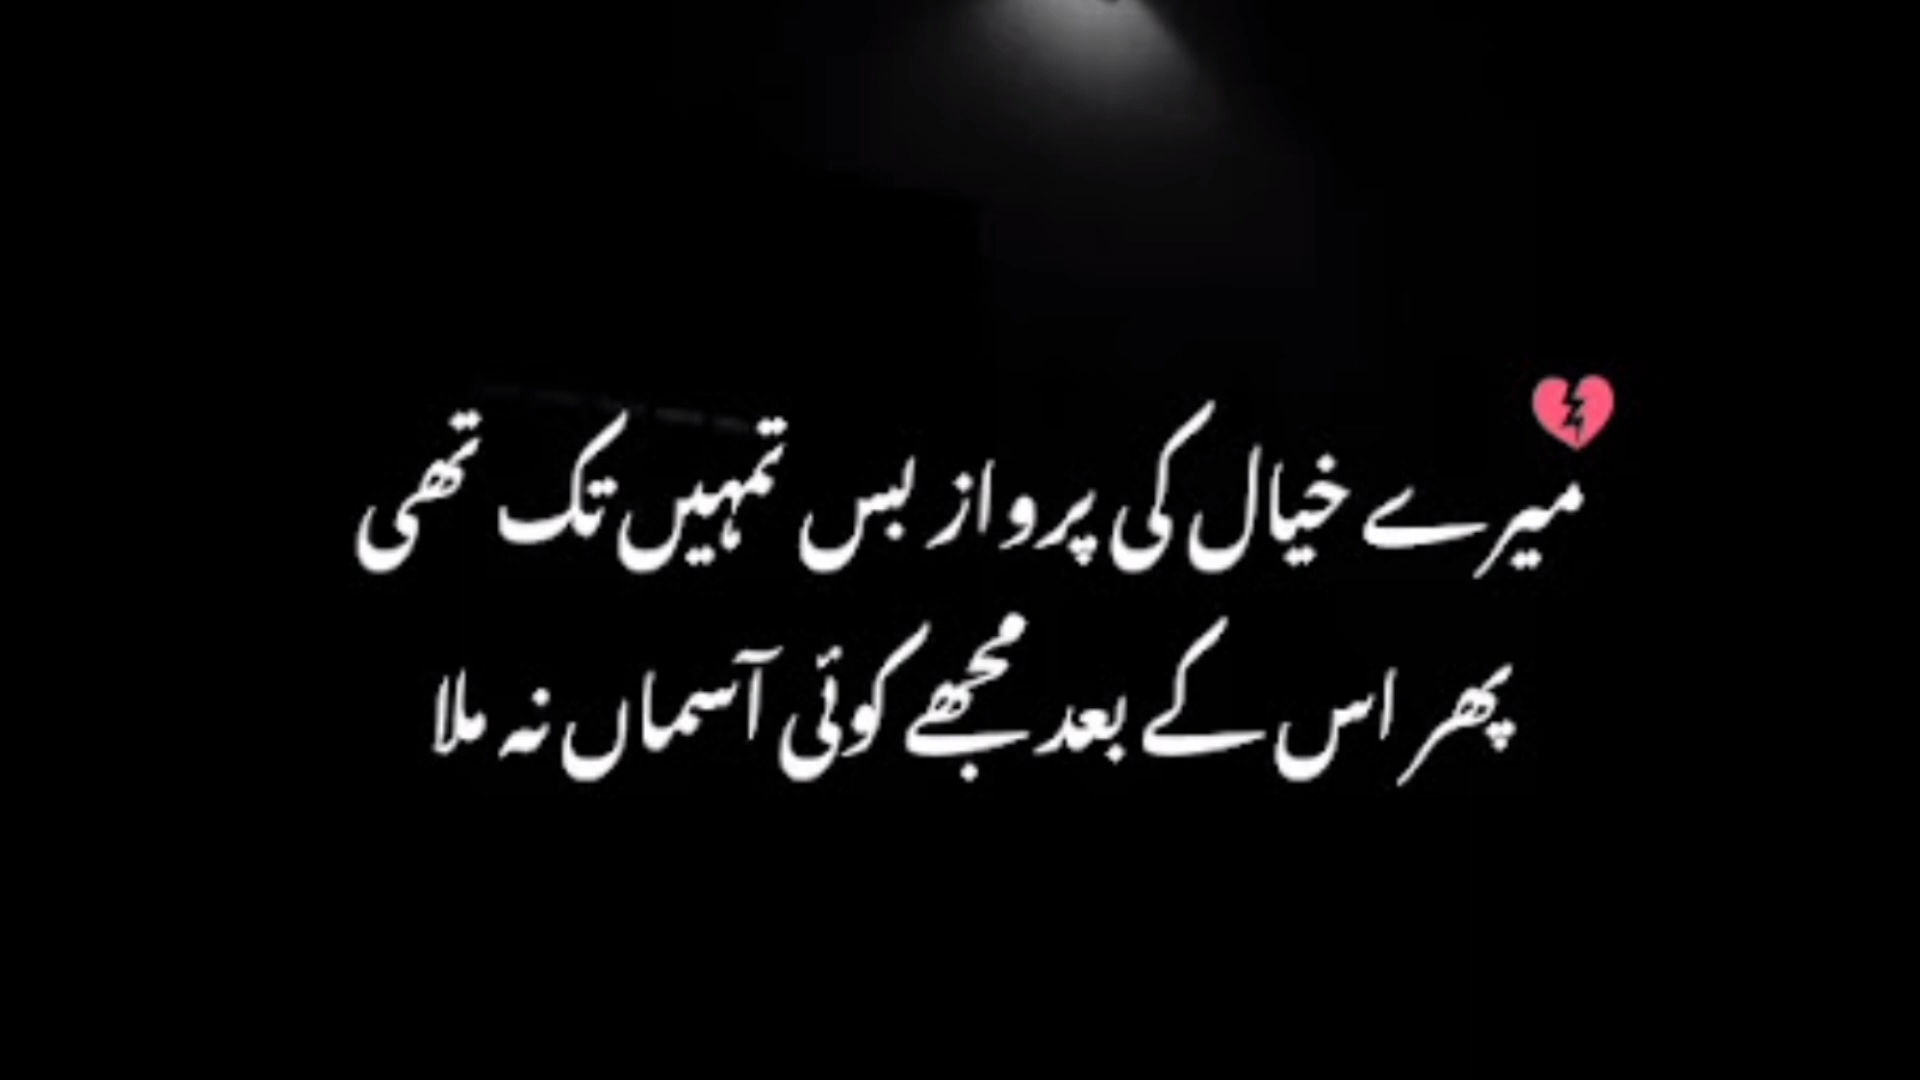 میرے خیال کی پرواز بس تمہیں تک تھی
پھر اس کے بعد مجھے کوئی آسماں نہ ملا